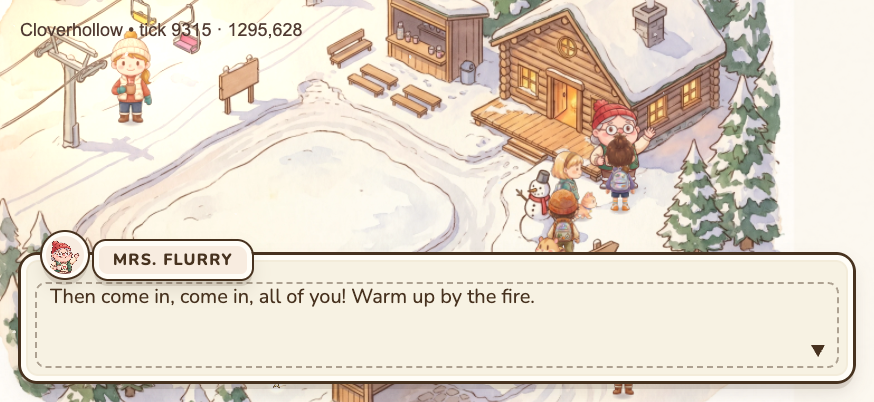 Cloverhollow • tick 9315 · 1295,628
MRS. FLURRY
Then come in, come in, all of you! Warm up by the fire.